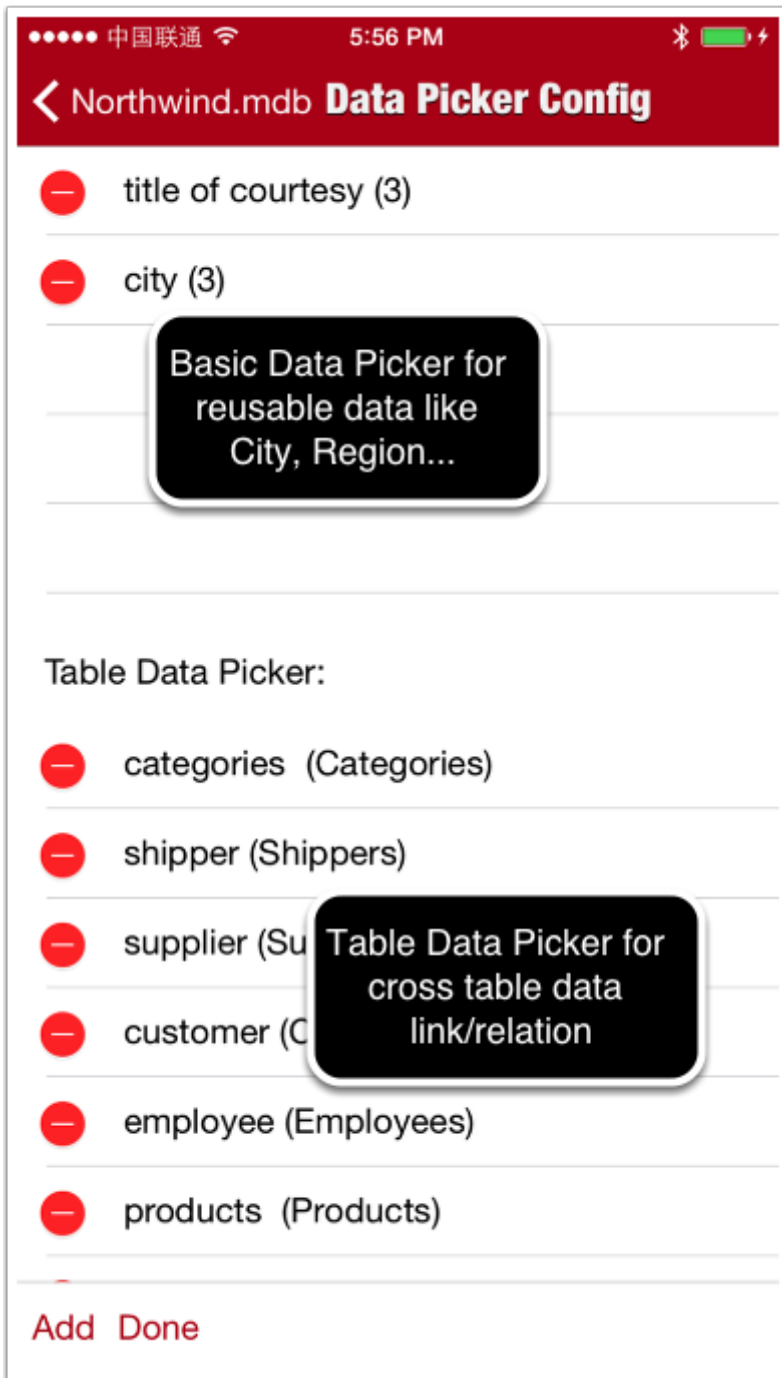 中国联通 5:56 PM
Northwind.mdb Data Picker Config
title of courtesy (3)
city (3)
Basic Data Picker for
reusable data like
City, Region...
Table Data Picker:
categories (Categories)
shipper (Shippers)
supplier (Su
Table Data Picker for
cross table data
link/relation
customer (C
employee (Employees)
products (Products)
Add Done